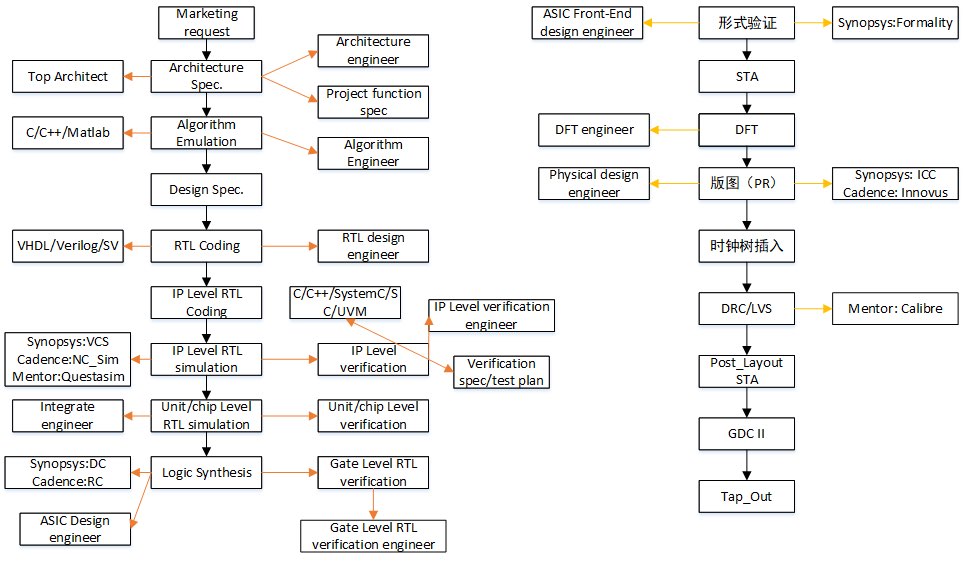 Marketing
request
Architecture
engineer
Top Architect
Architecture
Spec.
Project function
spec
C/C++/Matlab
Algorithm
Emulation
Algorithm
Engineer
Design Spec.
VHDL/Verilog/SV
RTL Coding
RTL design
engineer
IP Level RTL
Coding
C/C++/SystemC/S
C/UVM
IP Level verification
engineer
Synopsys:VCS
Cadence:NC_Sim
Mentor:Questasim
IP Level RTL
simulation
IP Level
verification
Verification
spec/test plan
Integrate
engineer
Unit/chip Level
RTL simulation
Unit/chip Level
verification
Synopsys:DC
Cadence:RC
Logic Synthesis
Gate Level RTL
verification
ASIC Design
engineer
Gate Level RTL
verification engineer
ASIC Front-End
design engineer
形式验证
Synopsys:Formality
STA
DFT engineer
DFT
Physical design
engineer
版图（PR）
Synopsys: ICC
Cadence: Innovus
时钟树插入
DRC/LVS
Mentor: Calibre
Post_Layout
STA
GDC II
Tap_Out